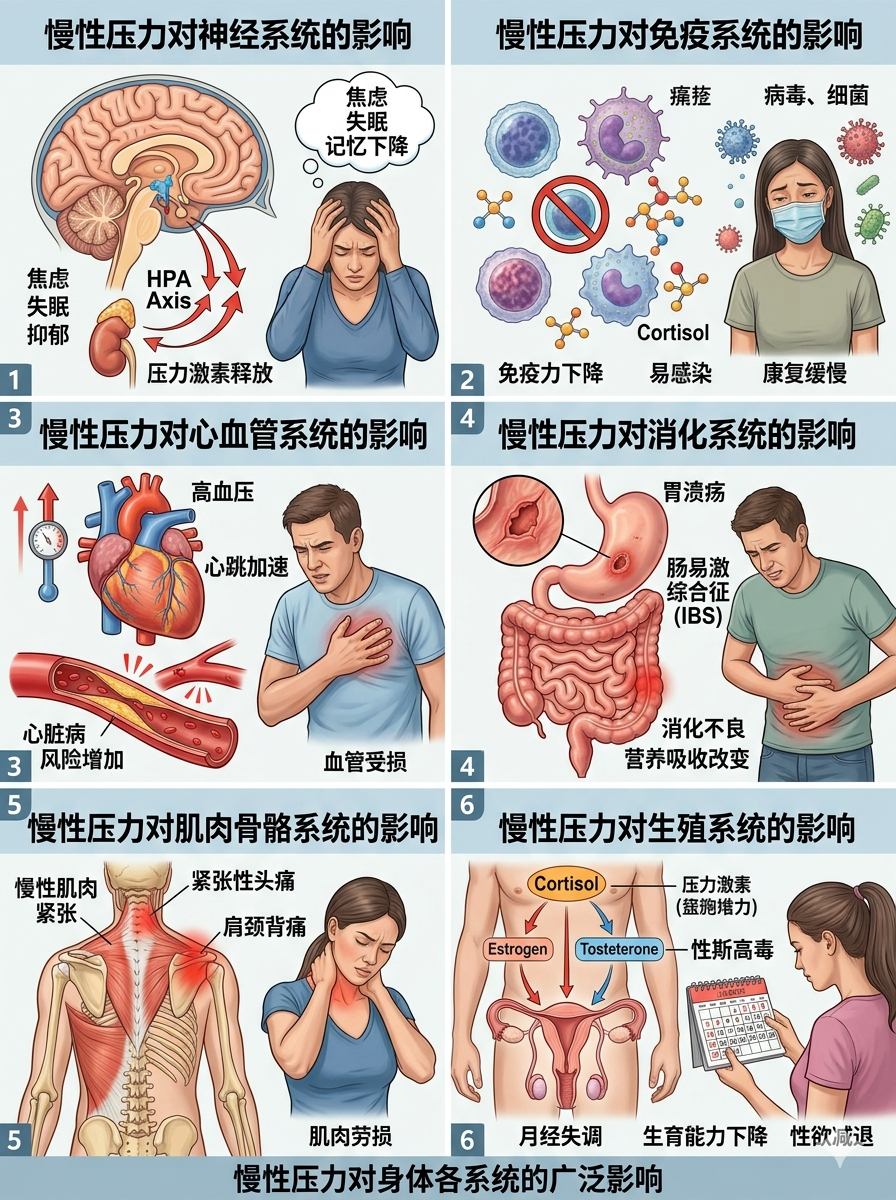 慢性压力对神经系统的影响
焦虑
失眠
记忆下降
焦虑
失眠
抑郁
HPA
Axis
压力激素释放
1
慢性压力对免疫系统的影响
病毒、细菌
Cortisol
2
免疫力下降
易感染
康复缓慢
3
慢性压力对心血管系统的影响
高血压
心跳加速
心脏病
风险增加
血管受损
3
4
慢性压力对消化系统的影响
胃溃疡
肠易激
综合征
(IBS)
消化不良
营养吸收改变
4
5
慢性压力对肌肉骨骼系统的影响
慢性肌肉
紧张
紧张性头痛
肩颈背痛
肌肉劳损
5
6
慢性压力对生殖系统的影响
Cortisol
压力激素
Estrogen
Tosteterone
性斯高毒
6
月经失调
生育能力下降
性欲减退
慢性压力对身体各系统的广泛影响